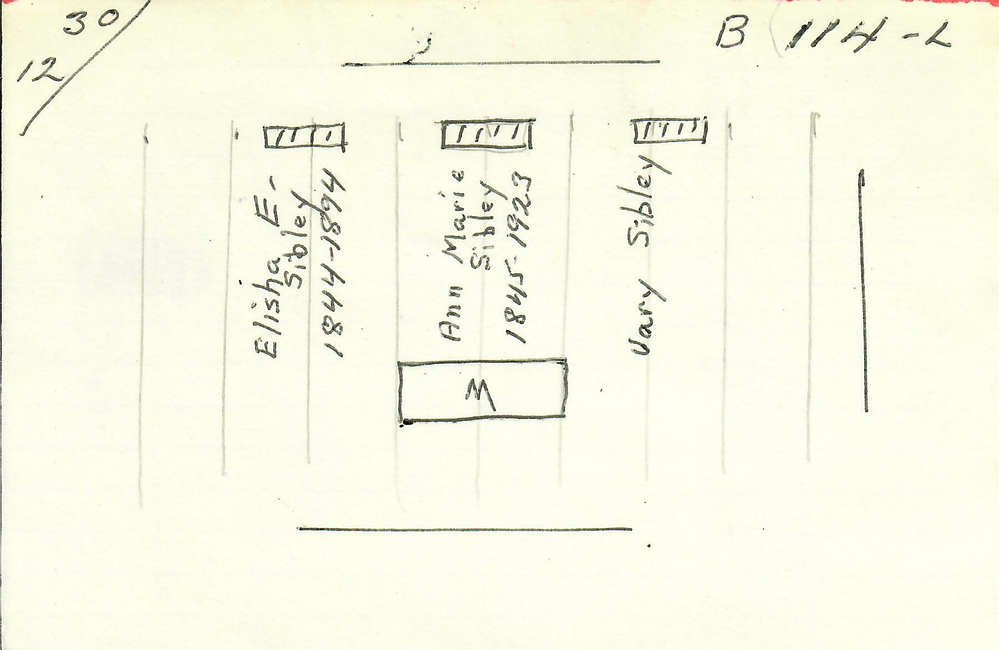 30
12
B 114-L
Elisha E.
Sibley
1844-1894
Ann Marie
Sibley
1845-1923
Vary Sibley
M